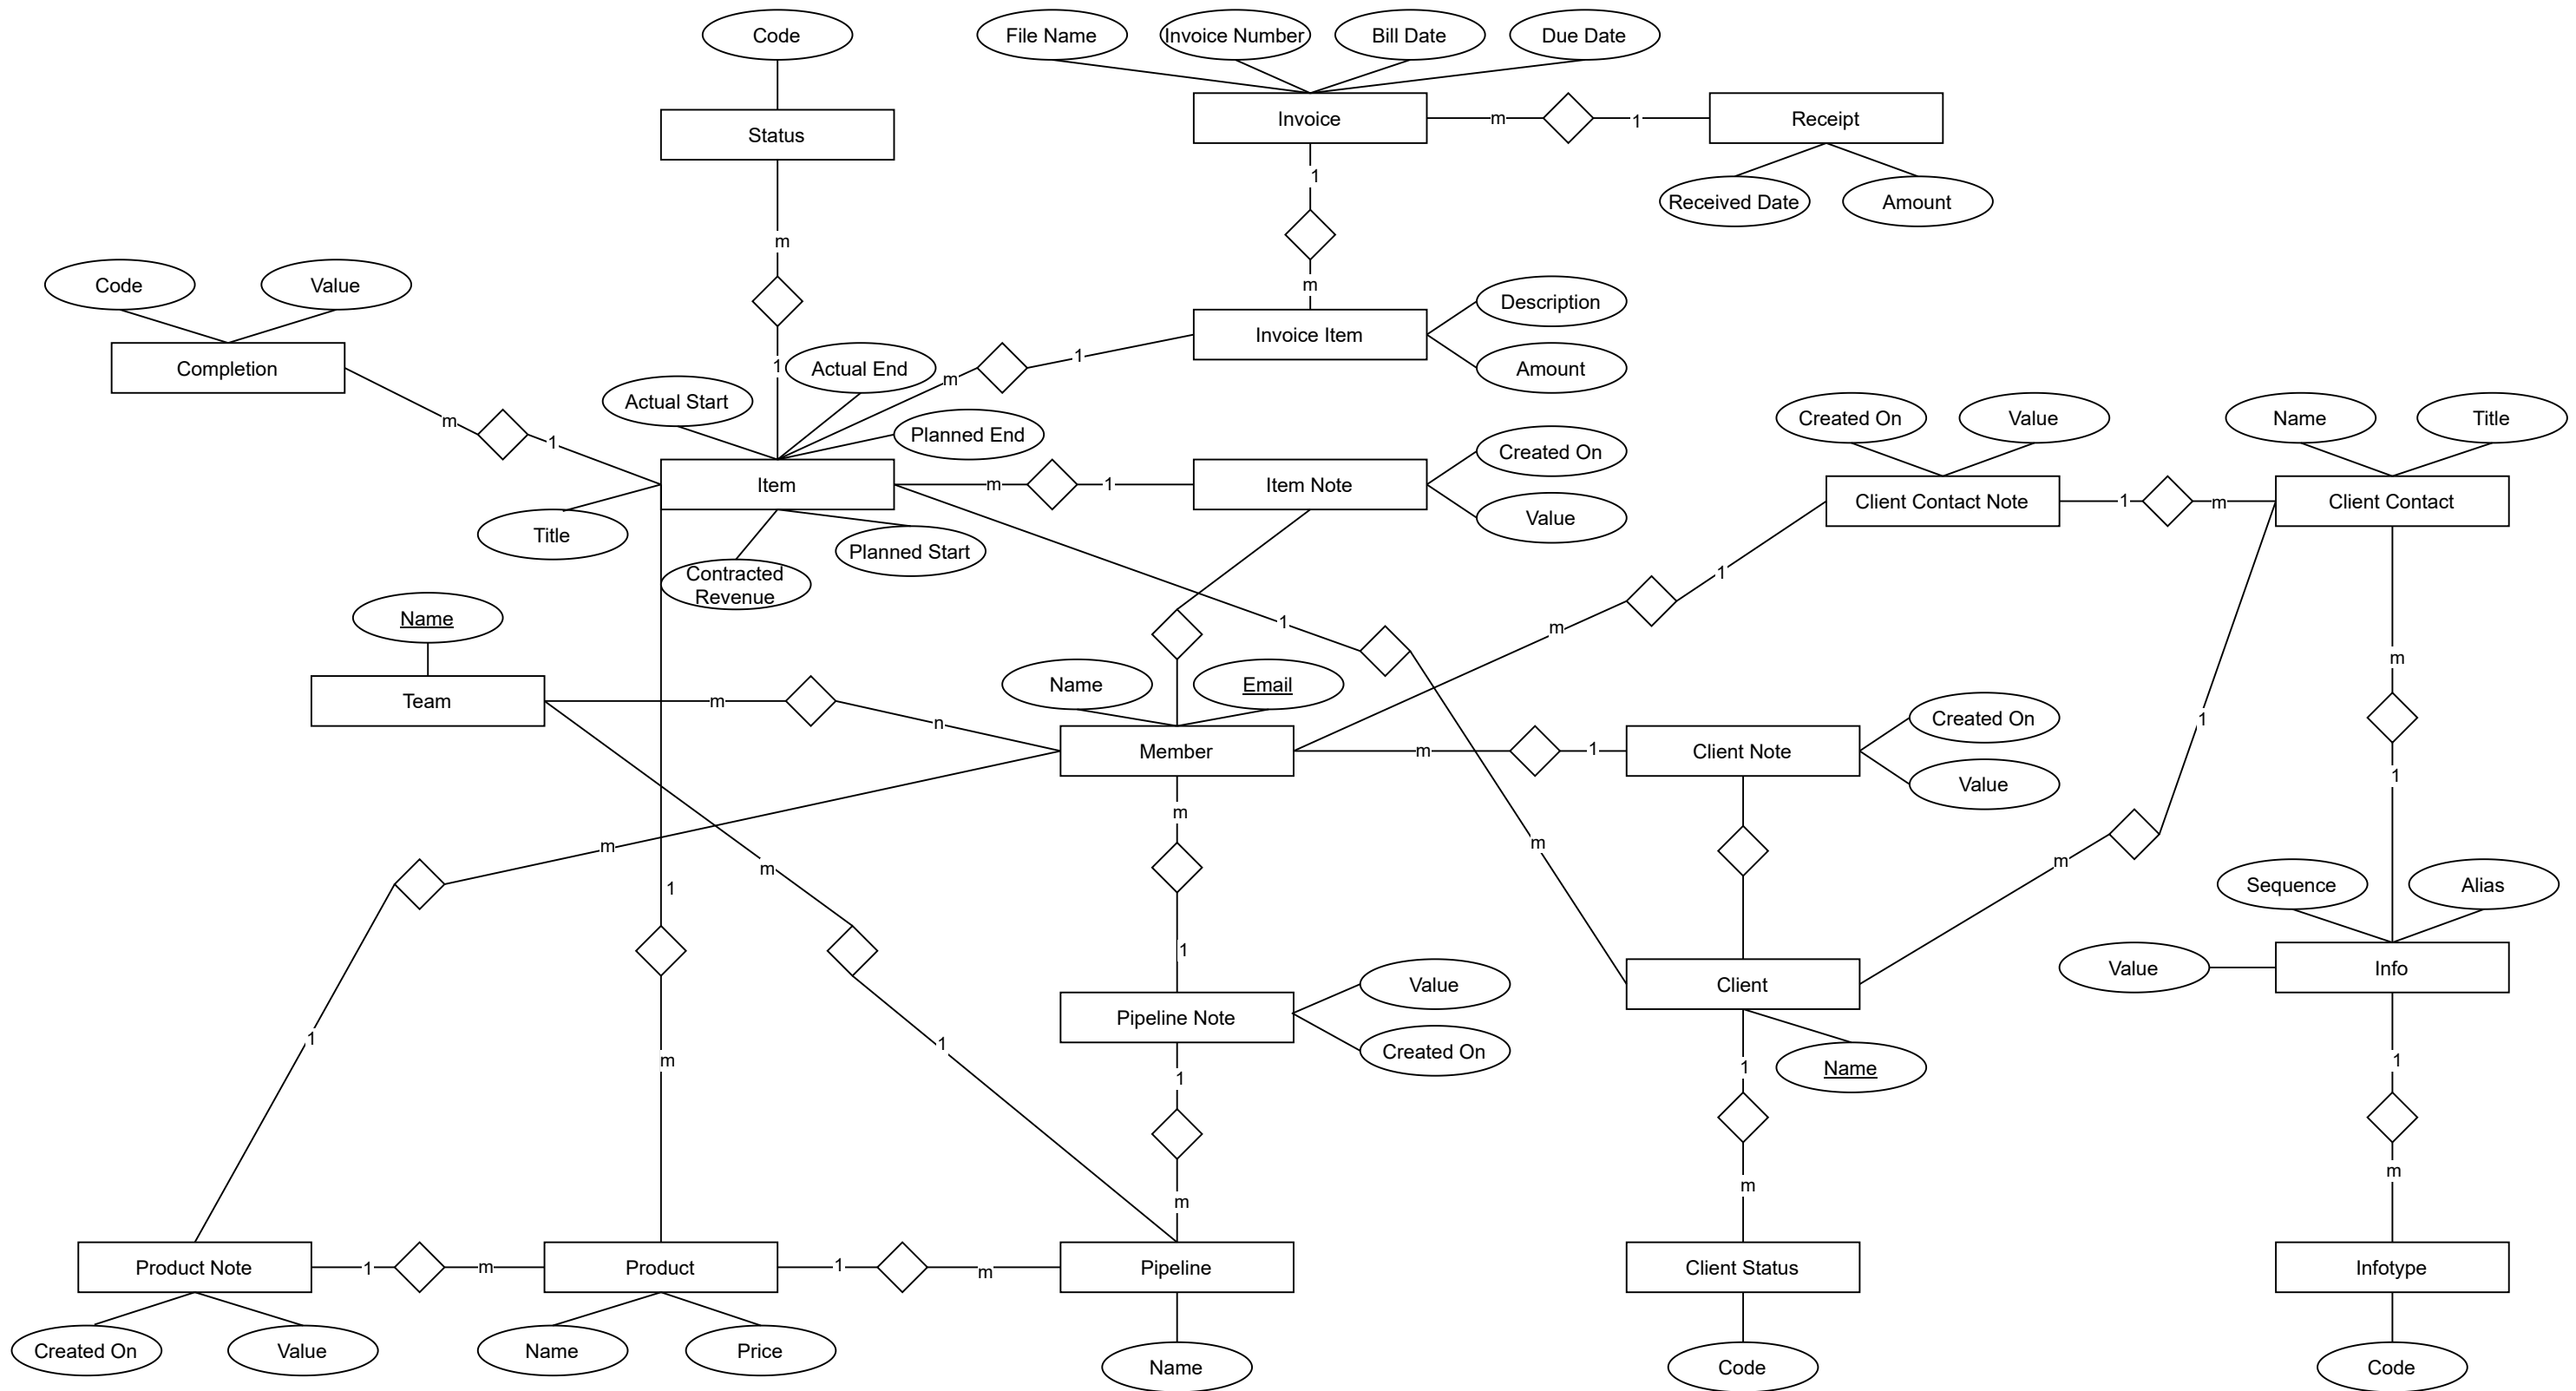 Code
File Name
Invoice Number
Bill Date
Due Date
Status
Invoice
m
1
Receipt
1
Received Date
Amount
m
Code
Value
m
Description
Invoice Item
Completion
1
Actual End
m
1
Amount
Actual Start
m
1
Planned End
Created On
Value
Name
Title
Item
m
1
Item Note
Created On
Value
Client Contact Note
1
m
Client Contact
Title
Planned Start
Contracted
Revenue
1
1
m
Name
m
Team
m
n
Name
Email
1
Member
m
1
Client Note
Created On
Value
1
m
m
m
m
m
1
1
m
Sequence
Alias
1
Value
Info
Client
Value
Pipeline Note
Created On
1
1
m
1
1
Name
1
m
m
m
Product Note
1
m
Product
1
m
Pipeline
Client Status
Infotype
Created On
Value
Name
Price
Name
Code
Code